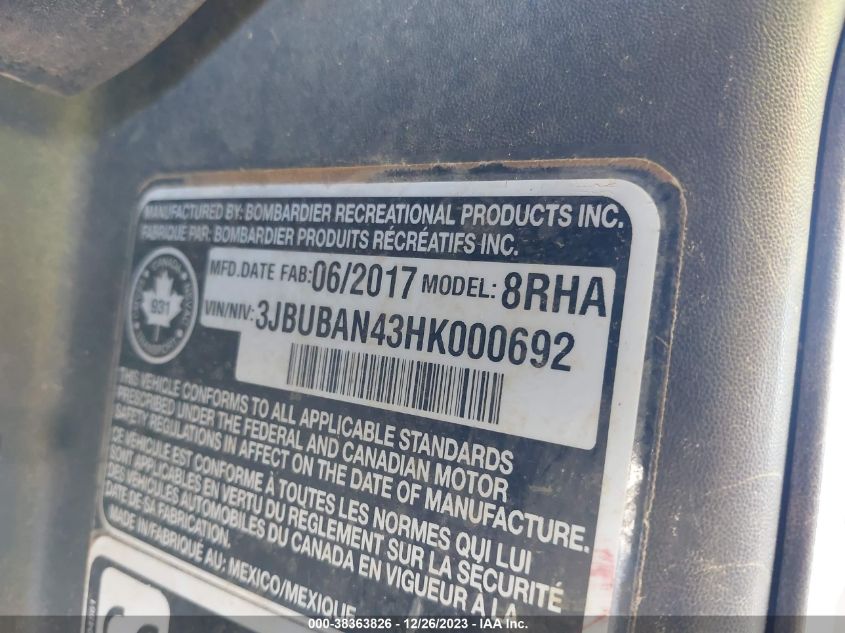 MANUFACTURED BY: BOMBARDIER RECREATIONAL PRODUCTS INC.
FABRIQUÉ PAR: BOMBARDIER PRODUITS RÉCRÉATIFS INC.
MFD.DATE FAB:06/2017 MODEL: 8RHA
VIN/NIV:3JBUBAN43HK000692
931
THIS VEHICLE CONFORMS TO ALL APPLICABLE STANDARDS
PRESCRIBED UNDER THE FEDERAL AND CANADIAN MOTOR
SAFETY REGULATIONS IN AFFECT ON THE DATE OF MANUFACTURE.
CE VEHICULE EST CONFORME À TOUTES LES NORMES QUI LUI
SONT APPLICABLES EN VERTU DU REGLEMENT SUR LA SÉCURITÉ
DES VÉHICULES AUTOMOBILES DU CANADA EN VIGUEUR À LA
DATE DE SA FABRICATION.
MADE IN/FABRIQUÉ AU: MEXICO/MEXIQUE
000-38363826 - 12/26/2023 - IAA Inc.